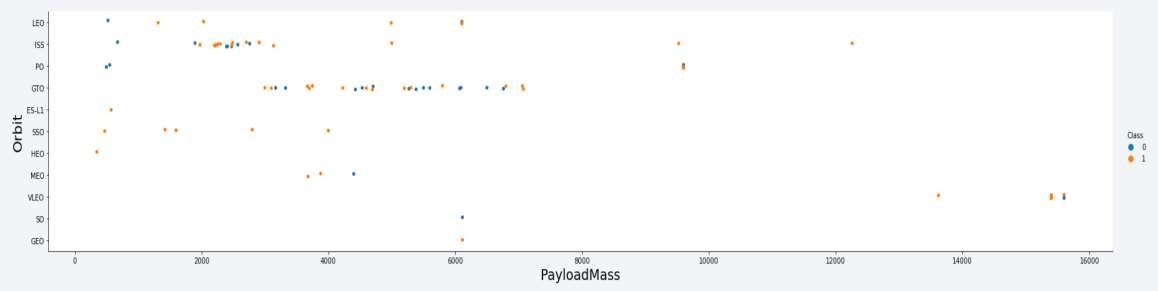 LEO
ISS
PO
GTO
ES-L1
SSO
HEO
MEO
VLEO
SO
GEO
Orbit
0 2000 4000 6000 8000 10000 12000 14000 16000
PayloadMass
Class
0
1